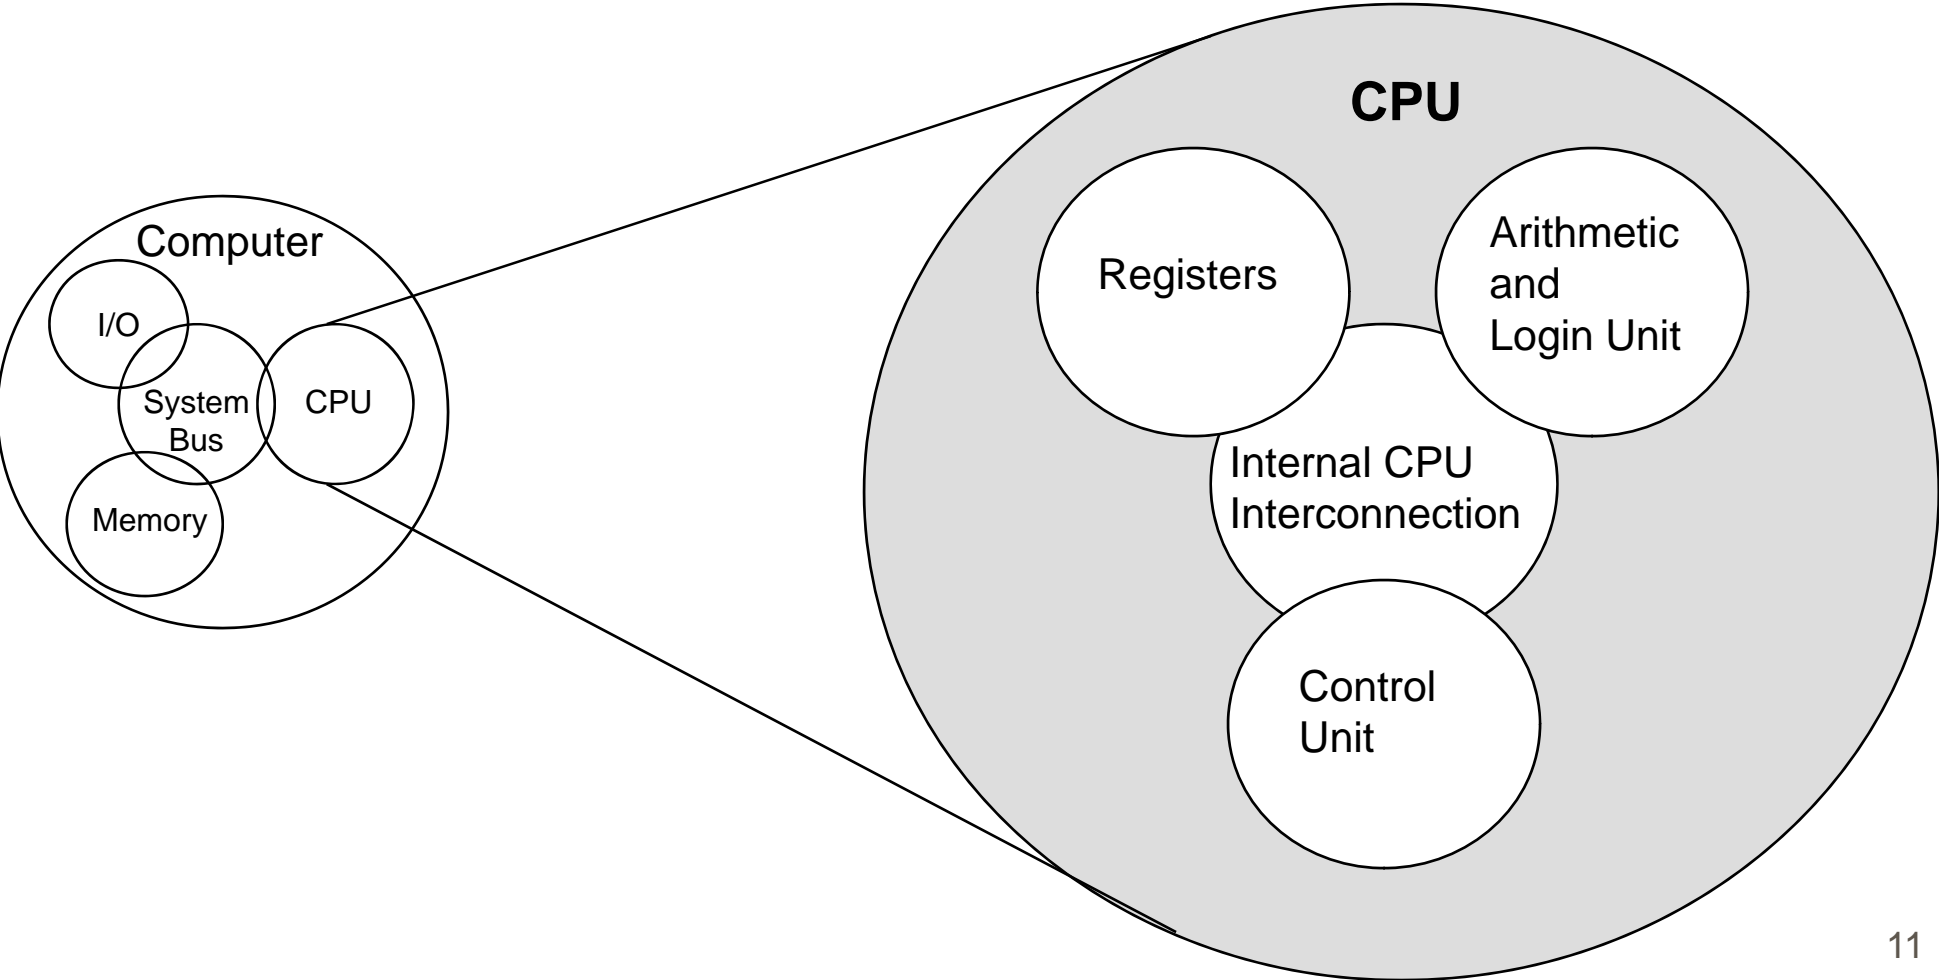 Computer
I/O
System
Bus
CPU
Memory
CPU
Registers
Arithmetic
and
Login Unit
Internal CPU
Interconnection
Control
Unit
11